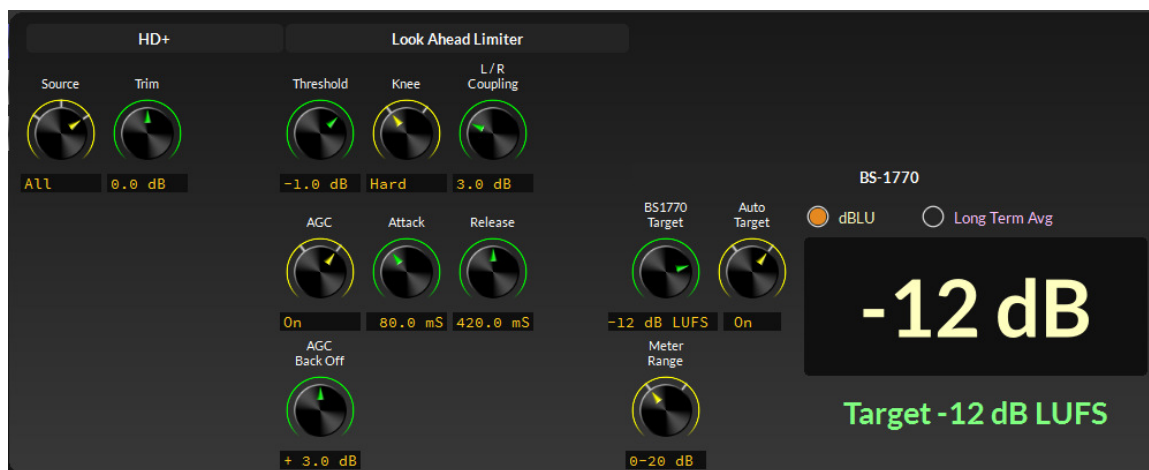 HD+
Look Ahead Limiter
Source
Trim
Threshold
Knee
L/R
Coupling
All
0.0 dB
-1.0 dB
Hard
3.0 dB
BS-1770
AGC
Attack
Release
BS1770
Target
Auto
Target
dBLU
Long Term Avg
On
80.0 mS
420.0 mS
-12 dB LUFS
On
-12 dB
AGC
Back Off
Meter
Range
Target -12 dB LUFS
+ 3.0 dB
0-20 dB